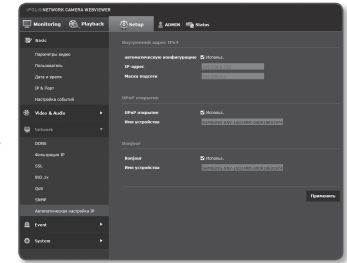 iPOLiS NETWORK CAMERA WEBVIEWER
Monitoring Playback Setup ADMIN Status
Basic
Параметры видео
Пользователь
Дата и время
IP & Порт
Настройка событий
Video & Audio
Network
DDNS
Фильтрация IP
SSL
802.1x
QoS
SNMP
Автоматическая настройка IP
Event
System
Внутренний адрес IPv4
автоматическую конфигурацию Использ.
IP-адрес
Маска подсети
UPnP открытие
UPnP открытие Использ.
Имя устройства
Bonjour
Bonjour Использ.
Имя устройства
Применить